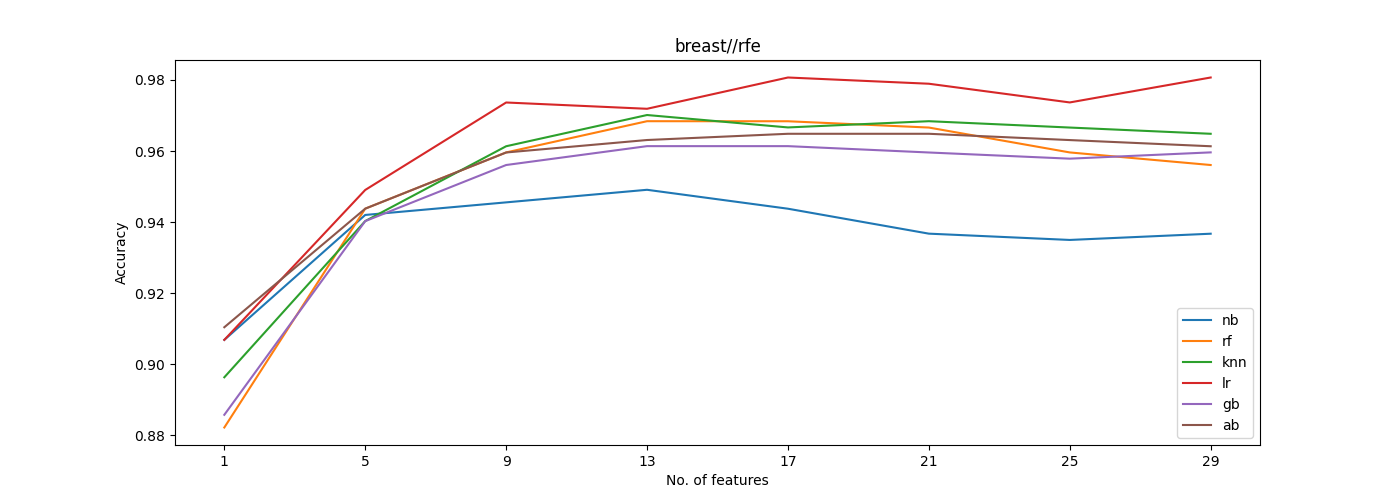 breast//rfe
Accuracy
0.98
0.96
0.94
0.92
0.90
0.88
nb
rf
knn
lr
gb
ab
1 5 9 13 17 21 25 29
No. of features